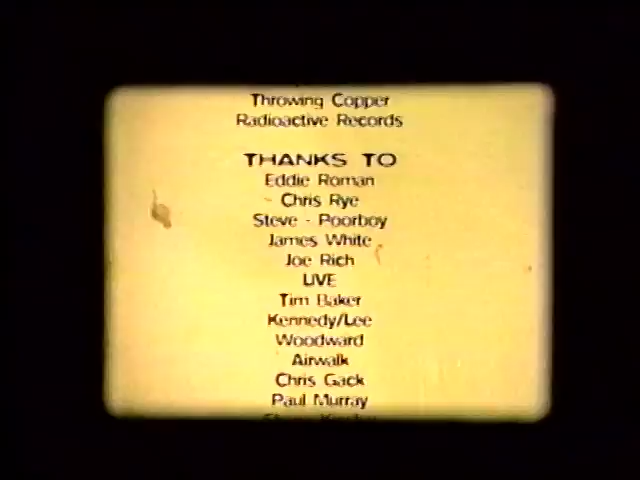 Throwing Copper
Radioactive Records
THANKS TO
Eddie Roman
Chris Rye
Steve - Poorboy
James White
Joe Rich
LIVE
Tim Baker
Kennedy/Lee
Woodward
Airwalk
Chris Gack
Paul Murray